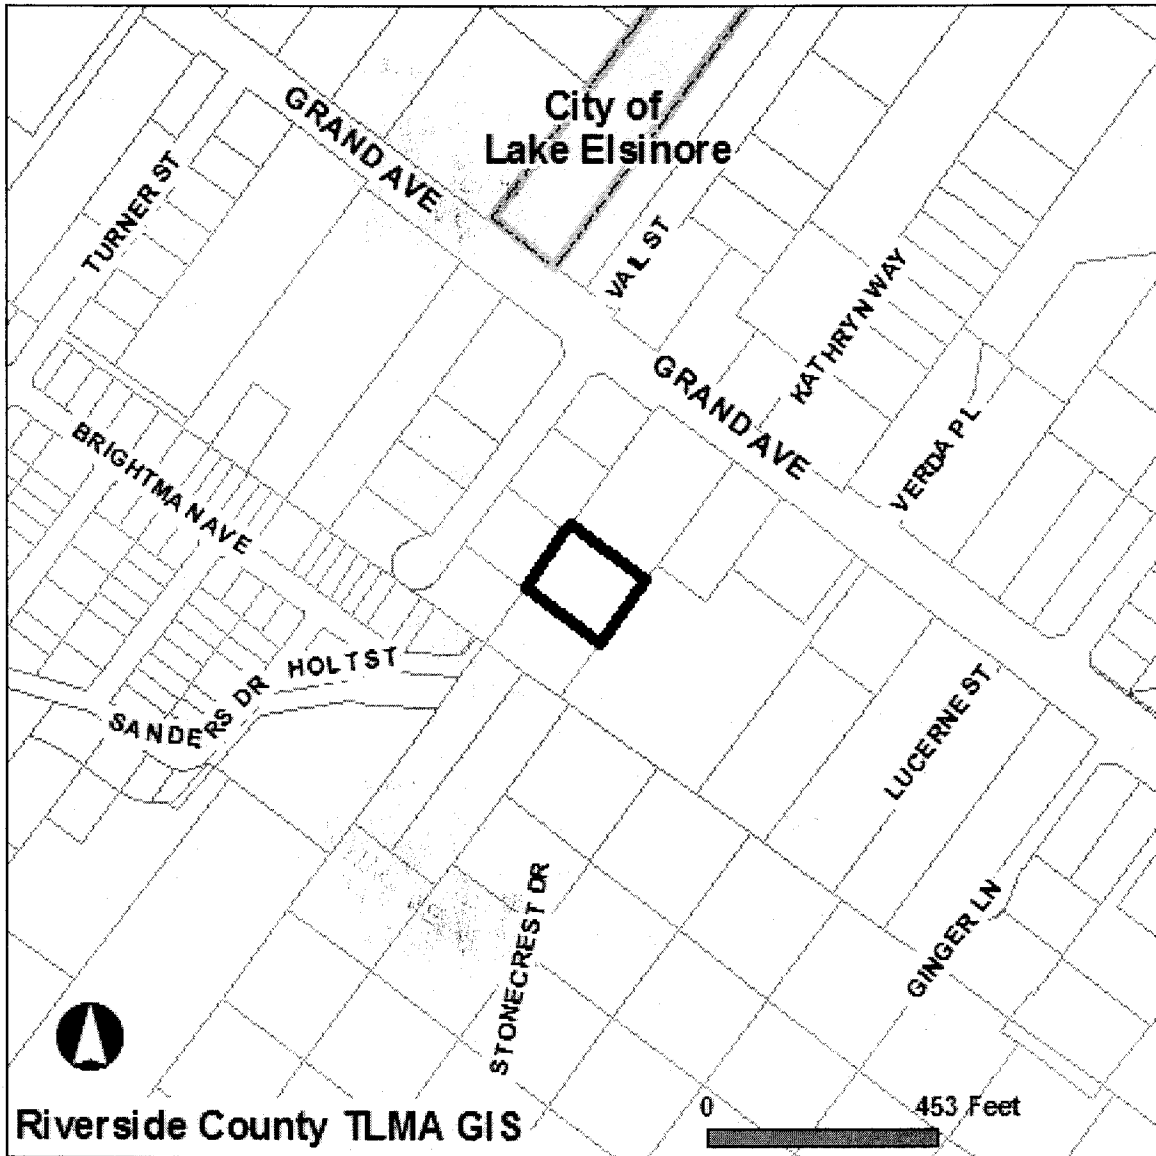 City of
Lake Elsinore
GRAND AVE
TURNER ST
VAIL ST
KATHRYN WAY
GRAND AVE
VERDA PL
BRIGHTMAN AVE
HOLT ST
SANDERS DR
LUCERNE ST
STONECREST DR
GINGER LN
Riverside County TLMA GIS
0 453 Feet